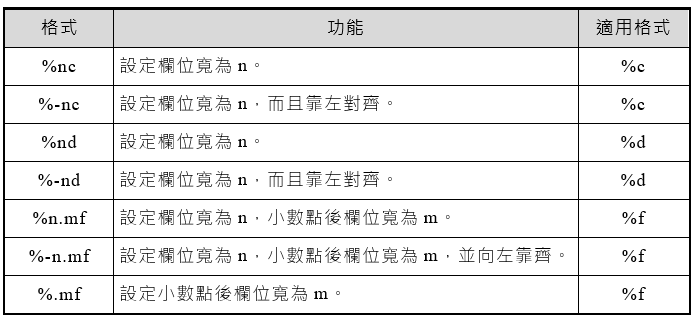 格式 功能 適用格式
%nc 設定欄位寬為 n。 %c
%-nc 設定欄位寬為 n，而且靠左對齊。 %c
%nd 設定欄位寬為 n。 %d
%-nd 設定欄位寬為 n，而且靠左對齊。 %d
%n.mf 設定欄位寬為 n，小數點後欄位寬為 m。 %f
%-n.mf 設定欄位寬為 n，小數點後欄位寬為 m，並向左靠齊。 %f
%.mf 設定小數點後欄位寬為 m。 %f